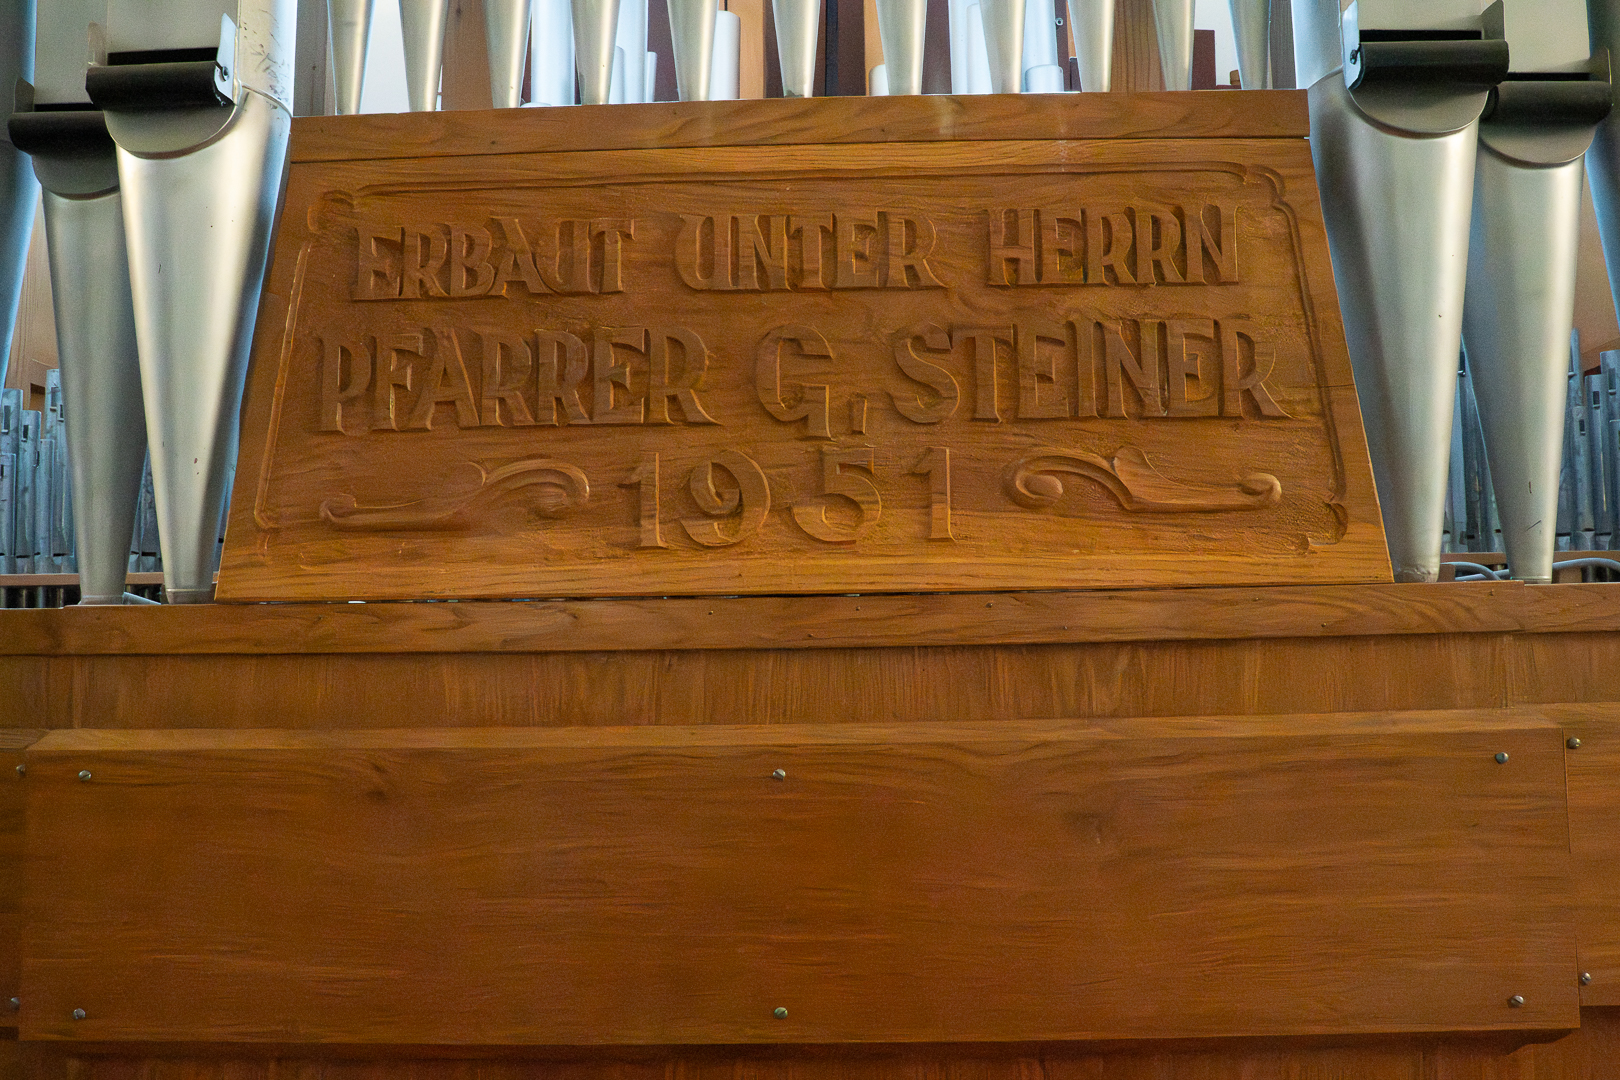 ERBAUT UNTER HERRN
PFARRER G. STEINER
1951